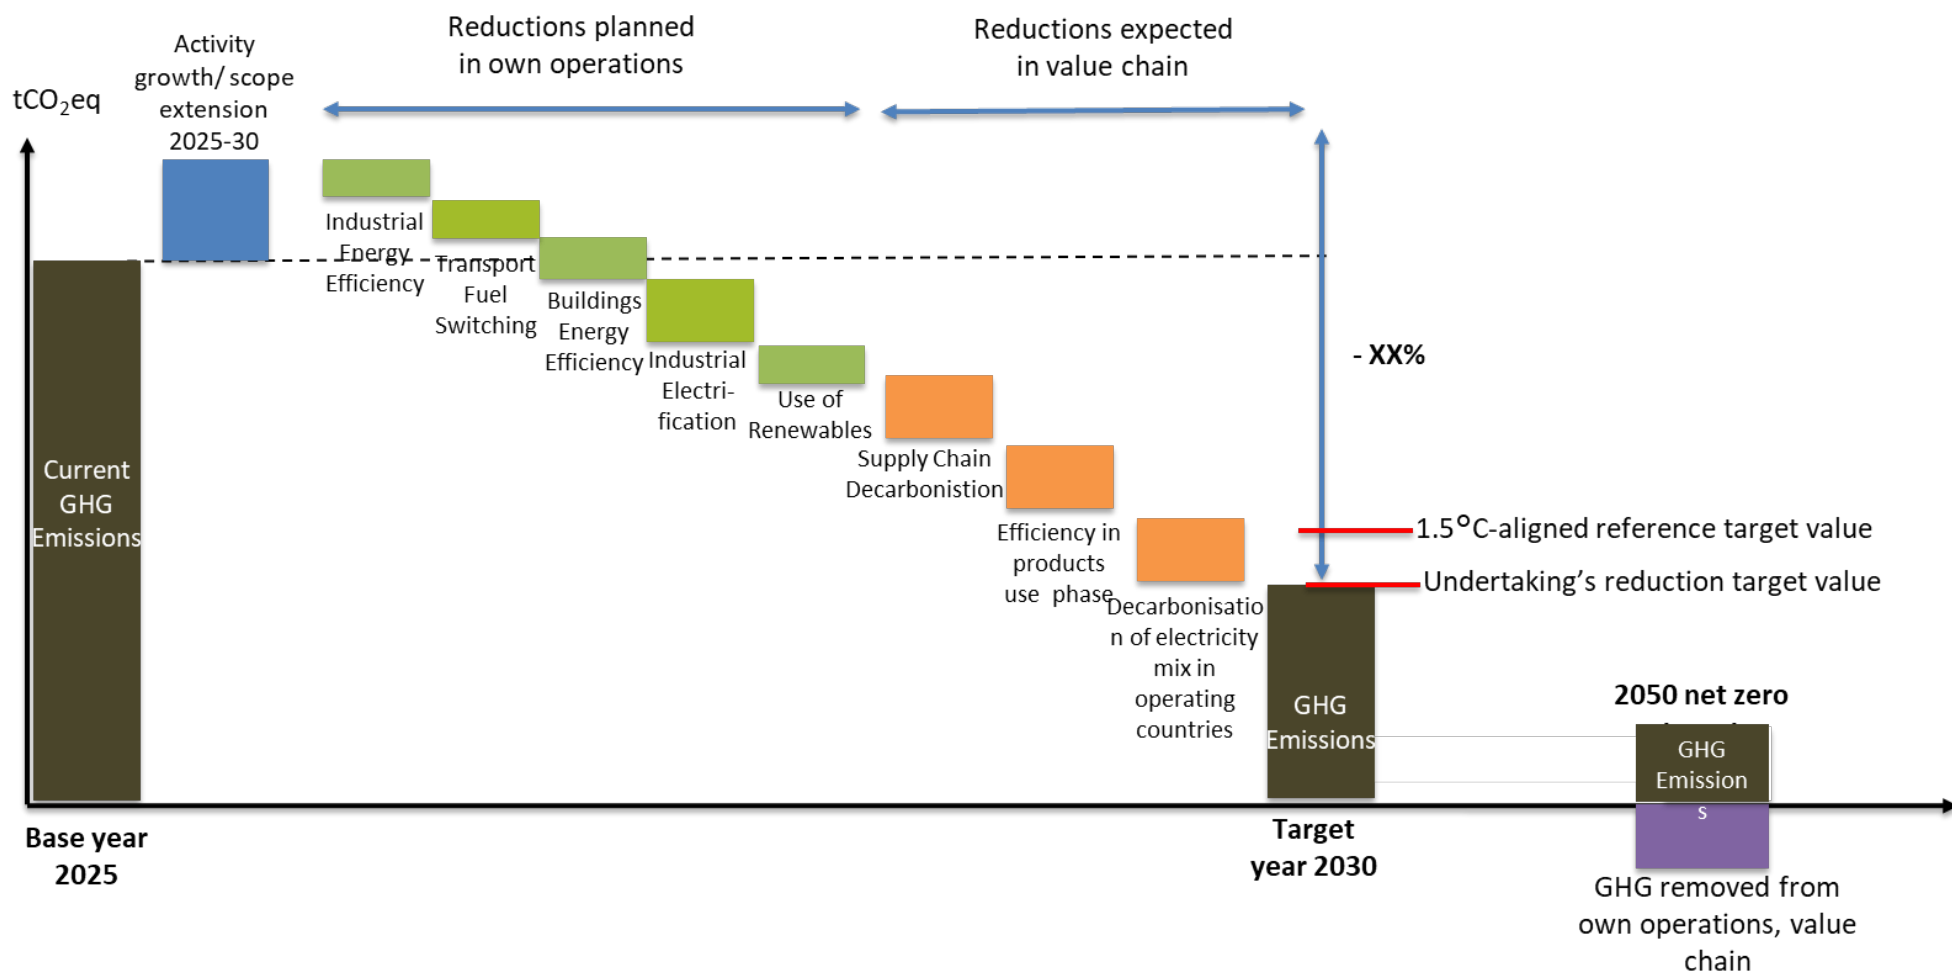 tCO₂eq
Activity
growth/ scope
extension
2025-30
Reductions planned
in own operations
Reductions expected
in value chain
Industrial
Energy
Efficiency
Transport
Fuel
Switching
Buildings
Energy
Efficiency
Industrial
Electri-
fication
Use of
Renewables
Supply Chain
Decarbonistion
Efficiency in
products
use phase
Decarbonisatio
n of electricity
mix in
operating
countries
- XX%
1.5°C-aligned reference target value
Undertaking’s reduction target value
Current
GHG
Emissions
GHG
Emissions
2050 net zero
GHG
Emission
s
Base year
2025
Target
year 2030
GHG removed from
own operations, value
chain